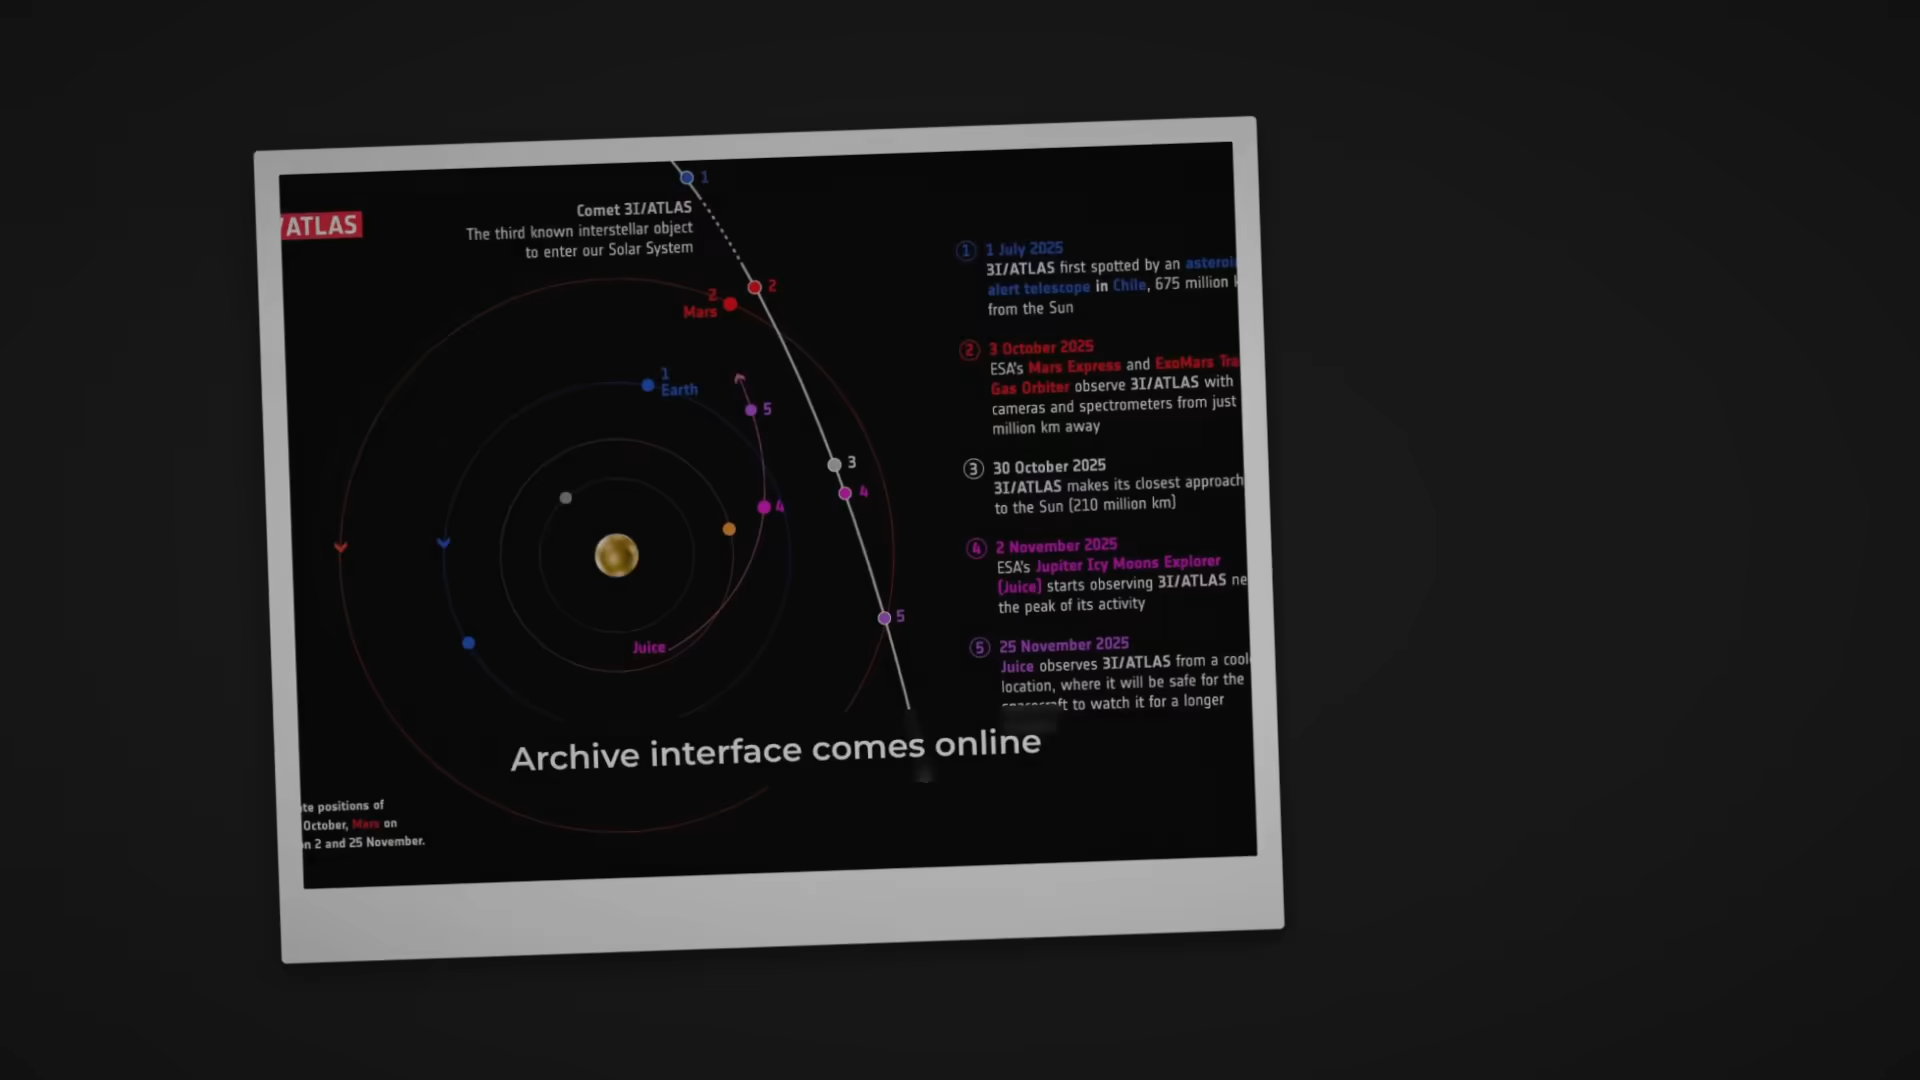 /ATLAS
Comet 3I/ATLAS
The third known interstellar object
to enter our Solar System
1
2
2
Mars
1
Earth
5
3
4
4
5
Juice
1 1 July 2025
3I/ATLAS first spotted by an
alert telescope in Chile, 675 million
from the Sun
2 3 October 2025
ESA's Mars Express and ExoMars
Gas Orbiter observe 3I/ATLAS with
cameras and spectrometers from just
million km away
3 30 October 2025
3I/ATLAS makes its closest approach
to the Sun (210 million km)
4 2 November 2025
ESA's Jupiter Icy Moons Explorer
(Juice) starts observing 3I/ATLAS
the peak of its activity
5 25 November 2025
Juice observes 3I/ATLAS from a
location, where it will be safe for the
to watch it for a longer
Archive interface comes online
positions of
October, Mars on
2 and 25 November.